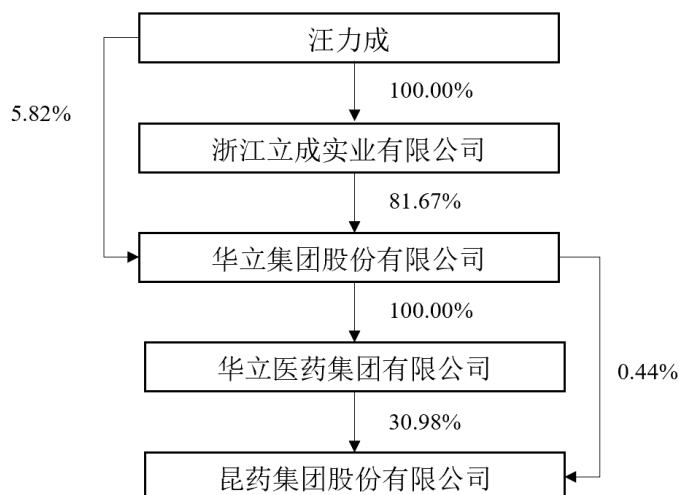 汪力成
100.00%
5.82%
浙江立成实业有限公司
81.67%
华立集团股份有限公司
100.00%
华立医药集团有限公司
0.44%
30.98%
昆药集团股份有限公司